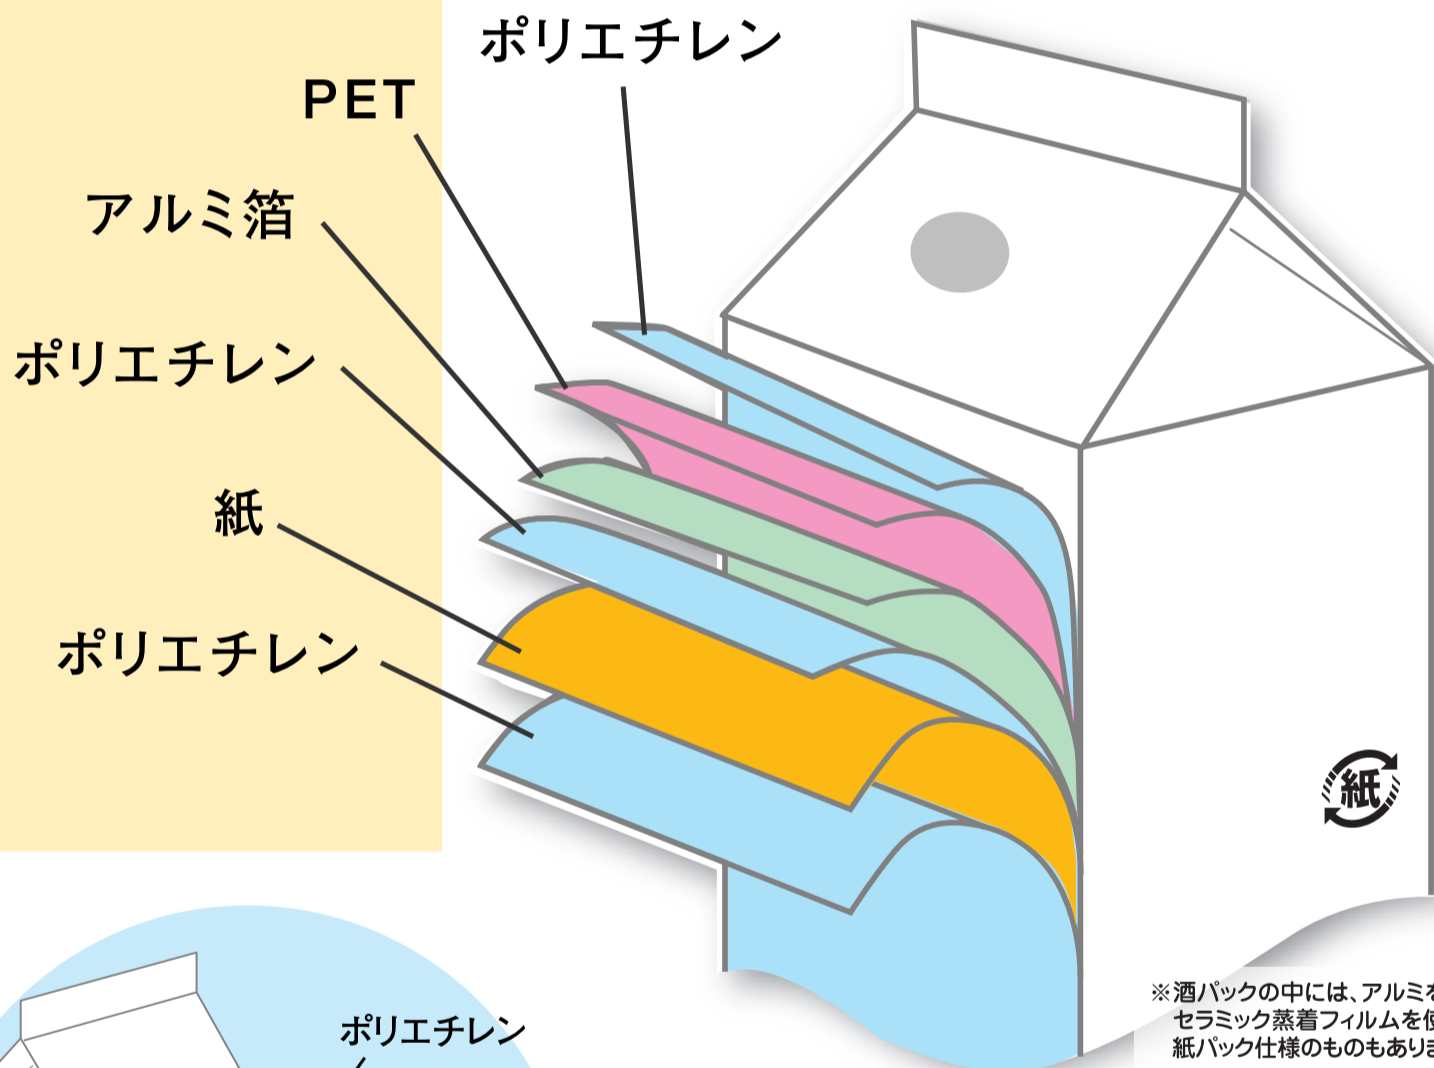 ポリエチレン
PET
アルミ箔
ポリエチレン
紙
ポリエチレン
紙
ポリエチレン
※酒パックの中には、アルミを
セラミック蒸着フィルムを使
紙パック仕様のものもありま